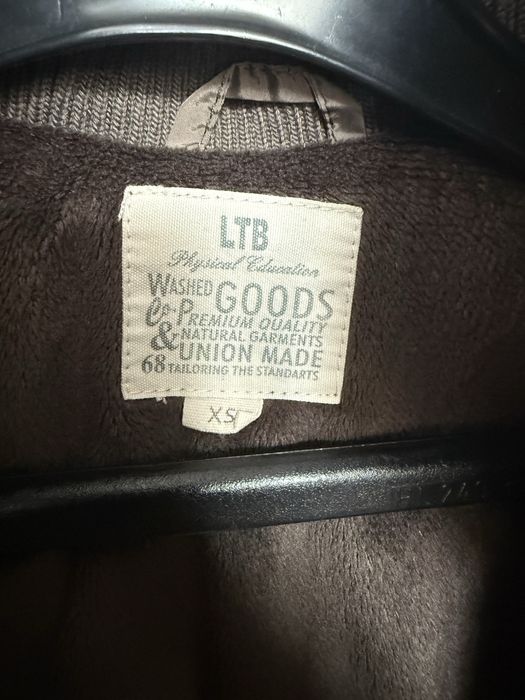 LTB
Physical Education
WASHED GOODS
Co-PREMIUM QUALITY
& NATURAL GARMENTS
UNION MADE
68 TAILORING THE STANDARTS
XS